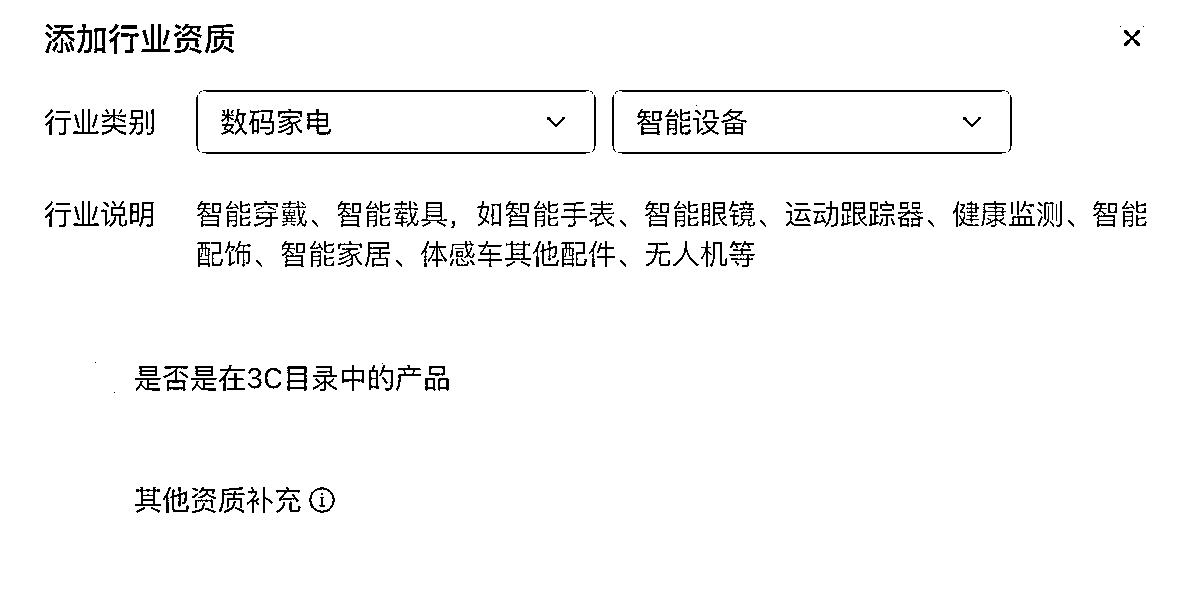 添加行业资质
行业类别 数码家电 智能设备
行业说明 智能穿戴、智能载具，如智能手表、智能眼镜、运动跟踪器、健康监测、智能
配饰、智能家居、体感车其他配件、无人机等
是否是在3C目录中的产品
其他资质补充